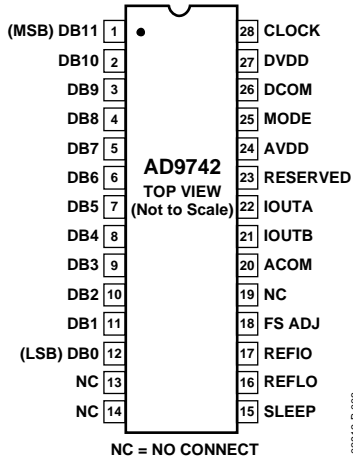 (MSB) DB11 1 28 CLOCK
DB10 2 27 DVDD
DB9 3 26 DCOM
DB8 4 25 MODE
DB7 5 24 AVDD
DB6 6 23 RESERVED
DB5 7 22 IOUTA
DB4 8 21 IOUTB
DB3 9 20 ACOM
DB2 10 19 NC
DB1 11 18 FS ADJ
(LSB) DB0 12 17 REFIO
NC 13 16 REFLO
NC 14 15 SLEEP
AD9742
TOP VIEW
(Not to Scale)
NC = NO CONNECT